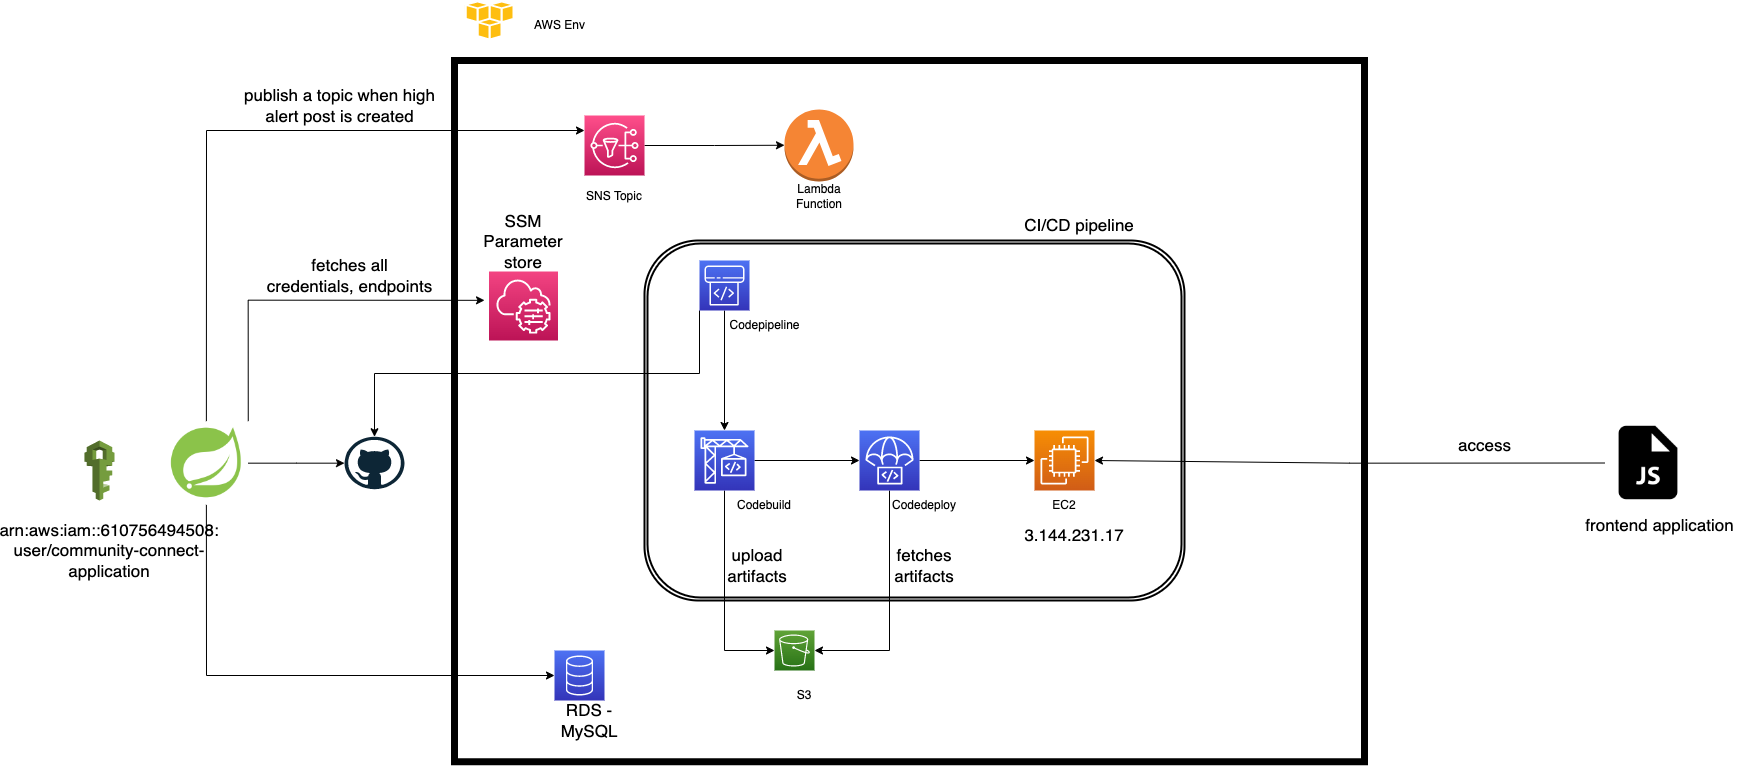 AWS Env
publish a topic when high
alert post is created
SNS Topic
Lambda
Function
SSM
Parameter
store
CI/CD pipeline
fetches all
credentials, endpoints
Codepipeline
access
JS
Codebuild
Codedeploy
EC2
frontend application
arn:aws:iam::610756494508:
user/community-connect-
application
3.144.231.17
upload
artifacts
fetches
artifacts
S3
RDS -
MySQL